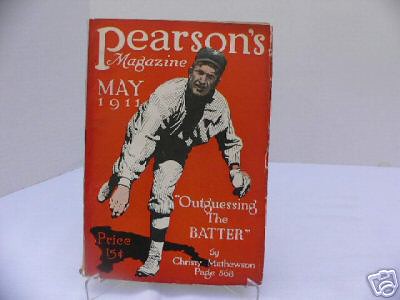 Pearson's
Magazine
MAY
1911
"Outguessing
The
BATTER"
by
Christy Mathewson
Page 568
Price
15¢